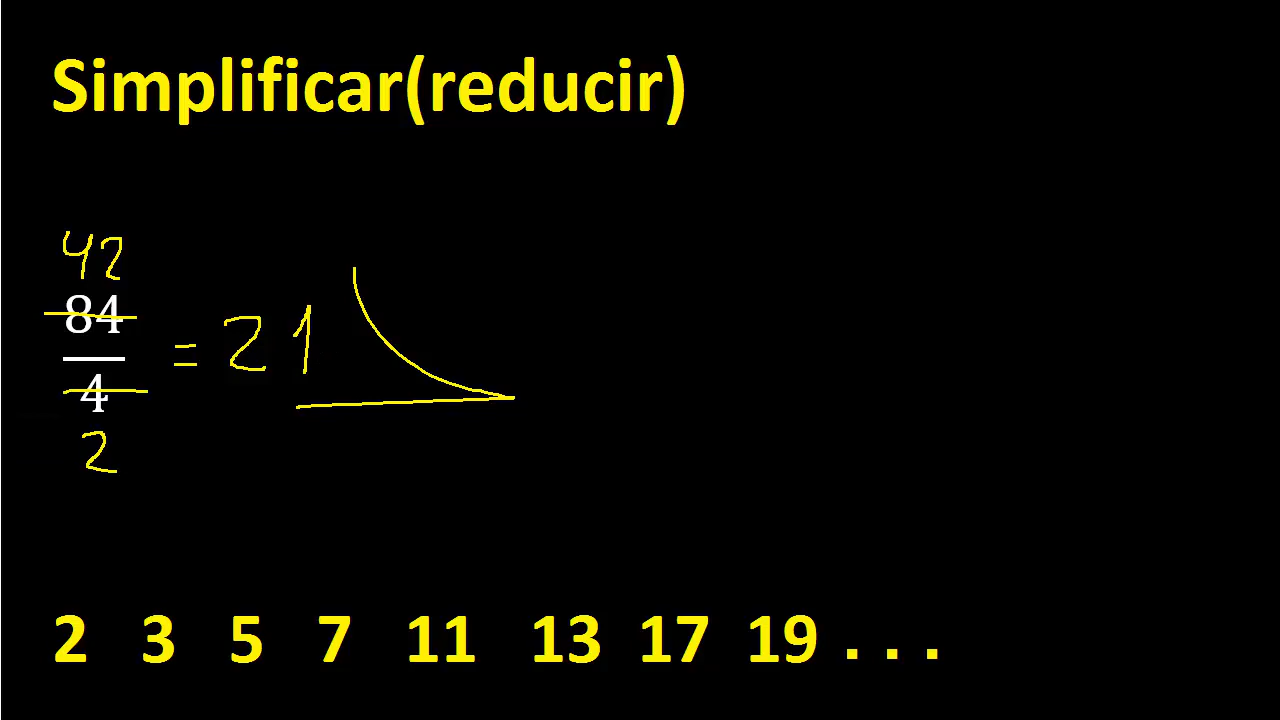 Simplificar(reducir)
42
84
4
= 21
2
2 3 5 7 11 13 17 19 . . .